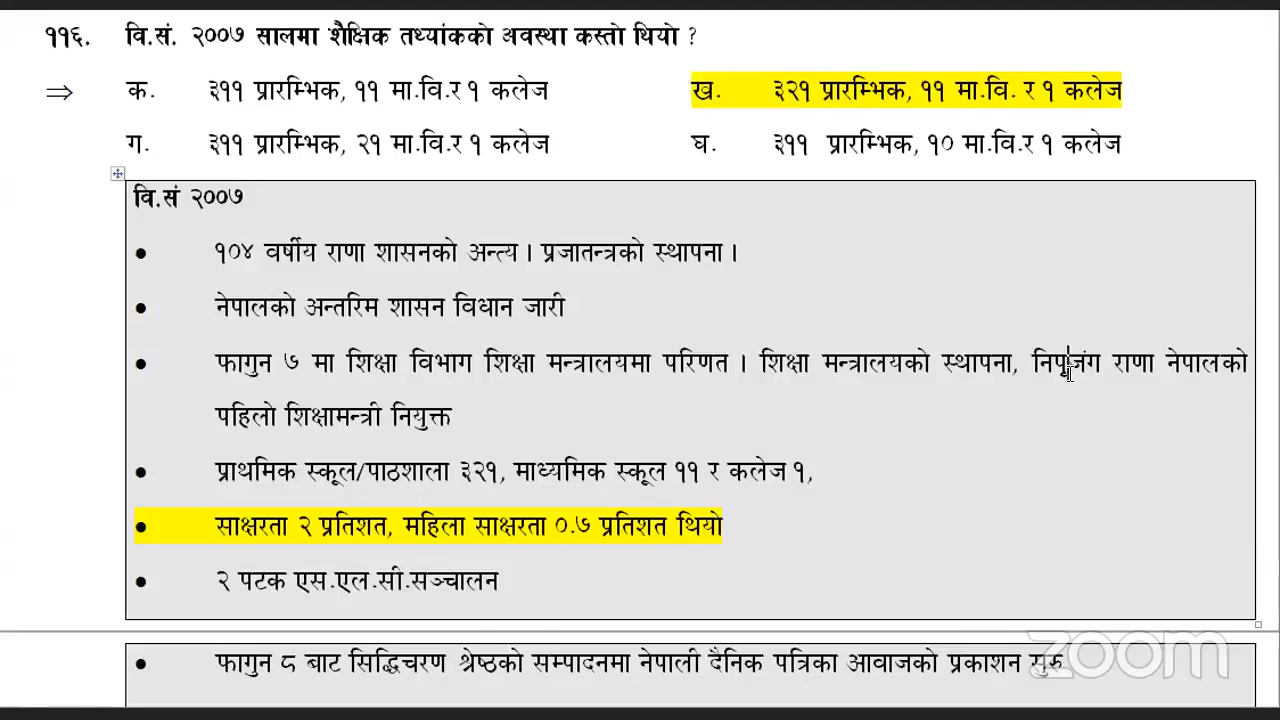 ११६. वि.सं. २००७ सालमा शैक्षिक तथ्यांकको अवस्था कस्तो थियो ?
⇒ क. ३११ प्रारम्भिक, ११ मा.वि.र १ कलेज ख. ३२१ प्रारम्भिक, ११ मा.वि. र १ कलेज
ग. ३११ प्रारम्भिक, २१ मा.वि.र १ कलेज घ. ३११ प्रारम्भिक, १० मा.वि.र १ कलेज
वि.सं २००७
• १०४ वर्षीय राणा शासनको अन्त्य । प्रजातन्त्रको स्थापना ।
• नेपालको अन्तरिम शासन विधान जारी
• फागुन ७ मा शिक्षा विभाग शिक्षा मन्त्रालयमा परिणत । शिक्षा मन्त्रालयको स्थापना, निपृजंग राणा नेपालको
पहिलो शिक्षामन्त्री नियुक्त
• प्राथमिक स्कूल/पाठशाला ३२१, माध्यमिक स्कूल ११ र कलेज १,
• साक्षरता २ प्रतिशत, महिला साक्षरता ०.७ प्रतिशत थियो
• २ पटक एस.एल.सी.सञ्चालन
• फागुन ८ बाट सिद्धिचरण श्रेष्ठको सम्पादनमा नेपाली दैनिक पत्रिका आवाजको प्रकाशन सुरु
zoom